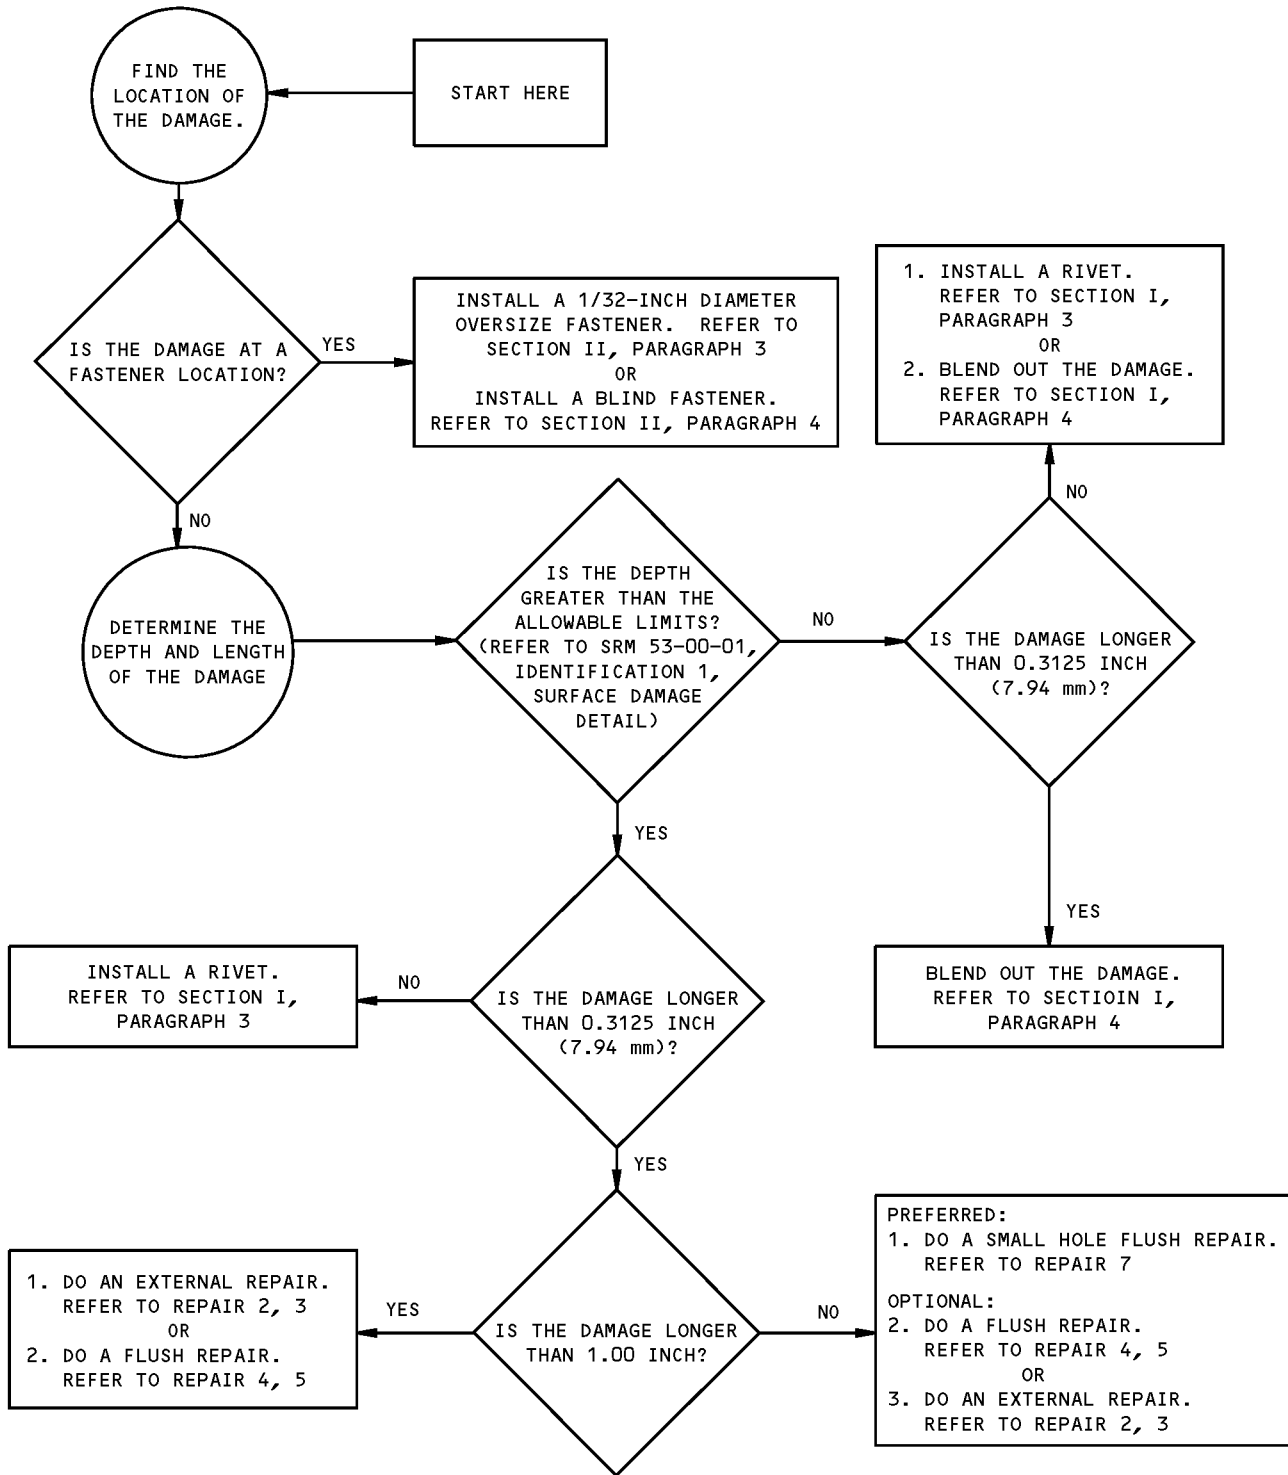 START HERE
FIND THE
LOCATION OF
THE DAMAGE.
IS THE DAMAGE AT A
FASTENER LOCATION?
YES
INSTALL A 1/32-INCH DIAMETER
OVERSIZE FASTENER. REFER TO
SECTION II, PARAGRAPH 3
OR
INSTALL A BLIND FASTENER.
REFER TO SECTION II, PARAGRAPH 4
NO
DETERMINE THE
DEPTH AND LENGTH
OF THE DAMAGE
IS THE DEPTH
GREATER THAN THE
ALLOWABLE LIMITS?
(REFER TO SRM 53-00-01,
IDENTIFICATION 1,
SURFACE DAMAGE
DETAIL)
NO
IS THE DAMAGE LONGER
THAN 0.3125 INCH
(7.94 mm)?
NO
1. INSTALL A RIVET.
REFER TO SECTION I,
PARAGRAPH 3
OR
2. BLEND OUT THE DAMAGE.
REFER TO SECTION I,
PARAGRAPH 4
YES
BLEND OUT THE DAMAGE.
REFER TO SECTIOIN I,
PARAGRAPH 4
YES
IS THE DAMAGE LONGER
THAN 0.3125 INCH
(7.94 mm)?
NO
INSTALL A RIVET.
REFER TO SECTION I,
PARAGRAPH 3
YES
IS THE DAMAGE LONGER
THAN 1.00 INCH?
YES
1. DO AN EXTERNAL REPAIR.
REFER TO REPAIR 2, 3
OR
2. DO A FLUSH REPAIR.
REFER TO REPAIR 4, 5
NO
PREFERRED:
1. DO A SMALL HOLE FLUSH REPAIR.
REFER TO REPAIR 7
OPTIONAL:
2. DO A FLUSH REPAIR.
REFER TO REPAIR 4, 5
OR
3. DO AN EXTERNAL REPAIR.
REFER TO REPAIR 2, 3